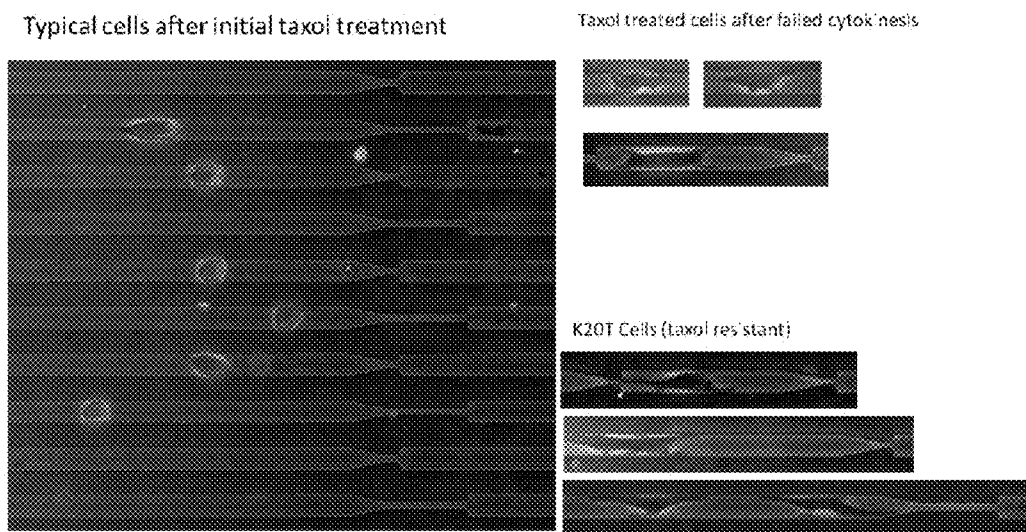 Typical cells after initial taxol treatment
Taxol treated cells after failed cytokinesis
K20T Cells (taxol resistant)